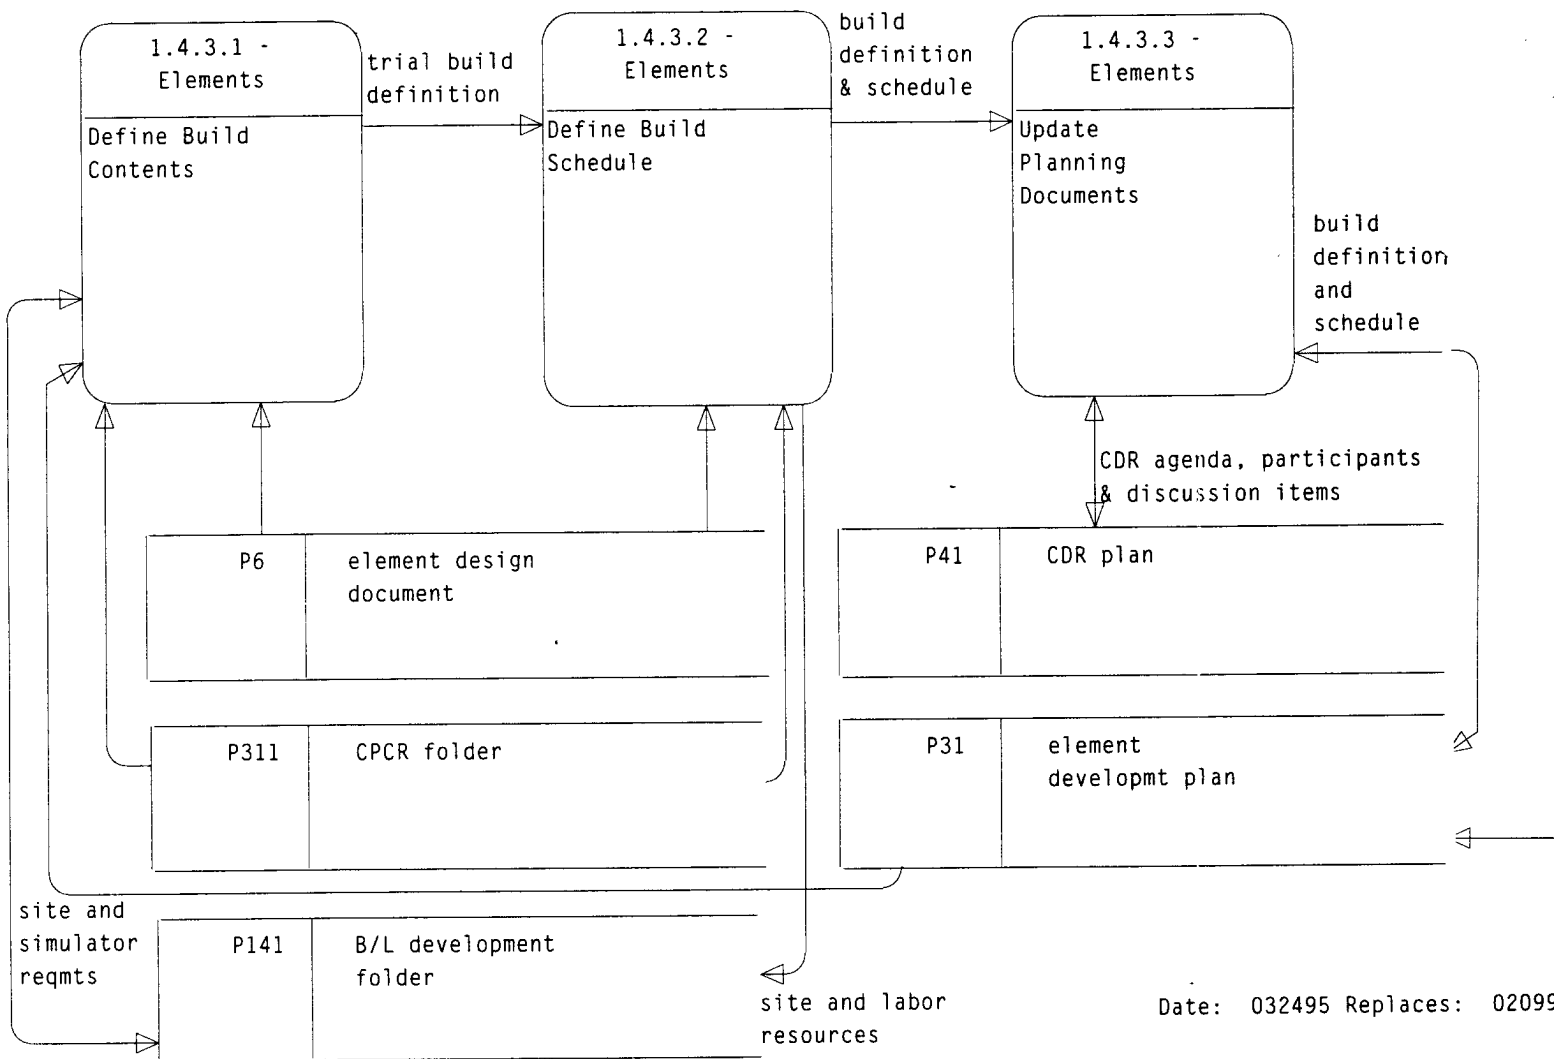 1.4.3.1 -
Elements
Define Build
Contents
trial build
definition
1.4.3.2 -
Elements
Define Build
Schedule
build
definition
& schedule
1.4.3.3 -
Elements
Update
Planning
Documents
build
definition
and
schedule
CDR agenda, participants
& discussion items
P6
element design
document
P41
CDR plan
P311
CPCR folder
P31
element
developmt plan
site and
simulator
reqmts
P141
B/L development
folder
site and labor
resources
Date: 032495 Replaces: 02099